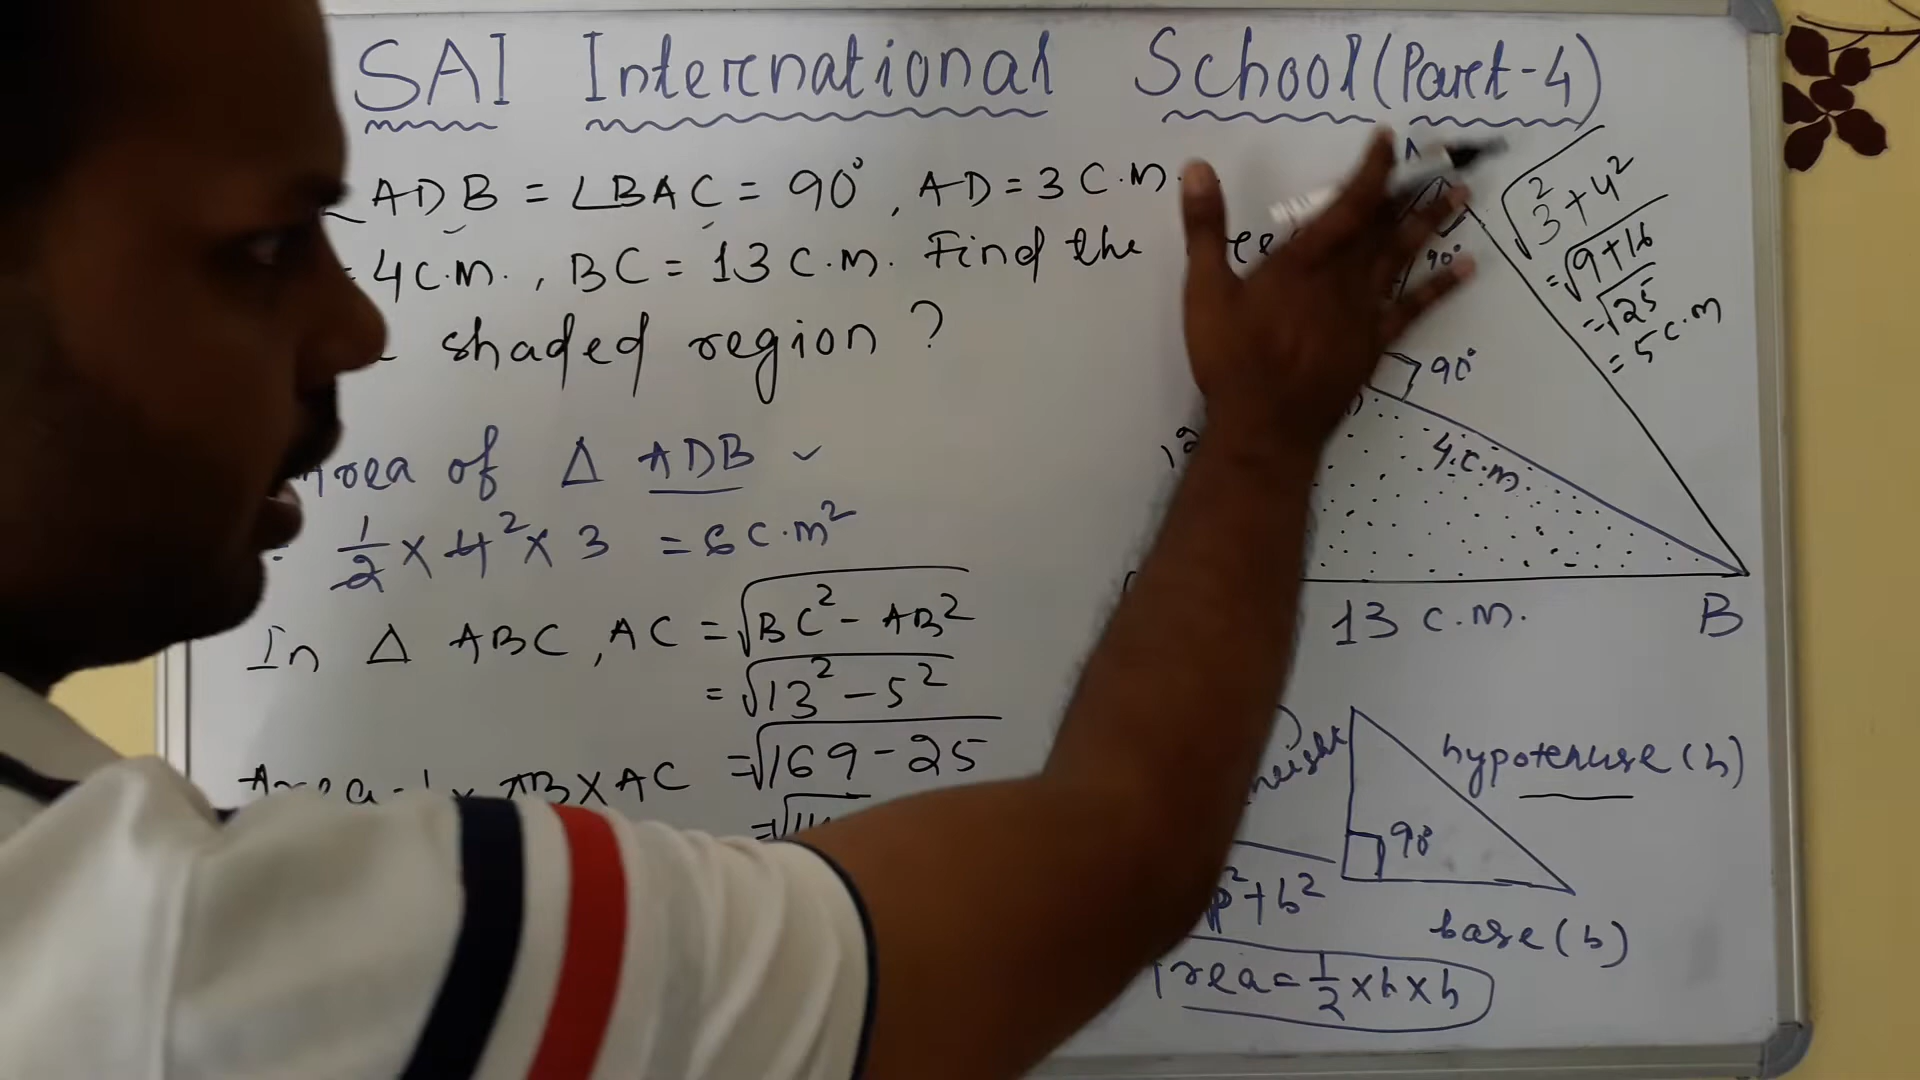 SAI International School (Part-4)
∠ADB = ∠BAC = 90°, AD = 3 C.M.
= 4 C.M., BC = 13 C.M. Find the
shaded region ?
Area of Δ ADB ✓
= 1/2 × 4² × 3 = 6 C.M²
In Δ ABC, AC = √BC² - AB²
= √13² - 5²
= √169 - 25
Area = 1/2 × AB × AC
√3² + 4²
= √9+16
= √25
= 5 C.M
90°
90°
4 C.M
13 C.M.
B
height
hypotenuse (h)
90°
p² + b²
base (b)
Area = 1/2 × b × h